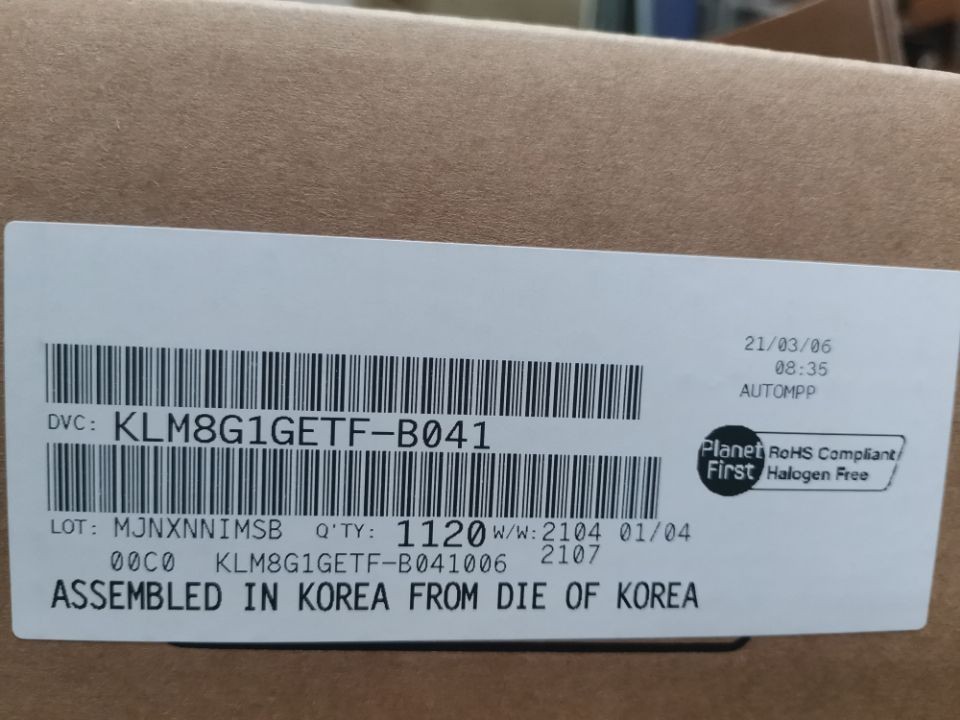 21/03/06
08:35
AUTOMPP
DVC: KLM8G1GETF-B041
Planet First
RoHS Compliant
Halogen Free
LOT: MJNXNNIMSB Q'TY: 1120 W/W: 2104 01/04
2107
00C0 KLM8G1GETF-B041006
ASSEMBLED IN KOREA FROM DIE OF KOREA